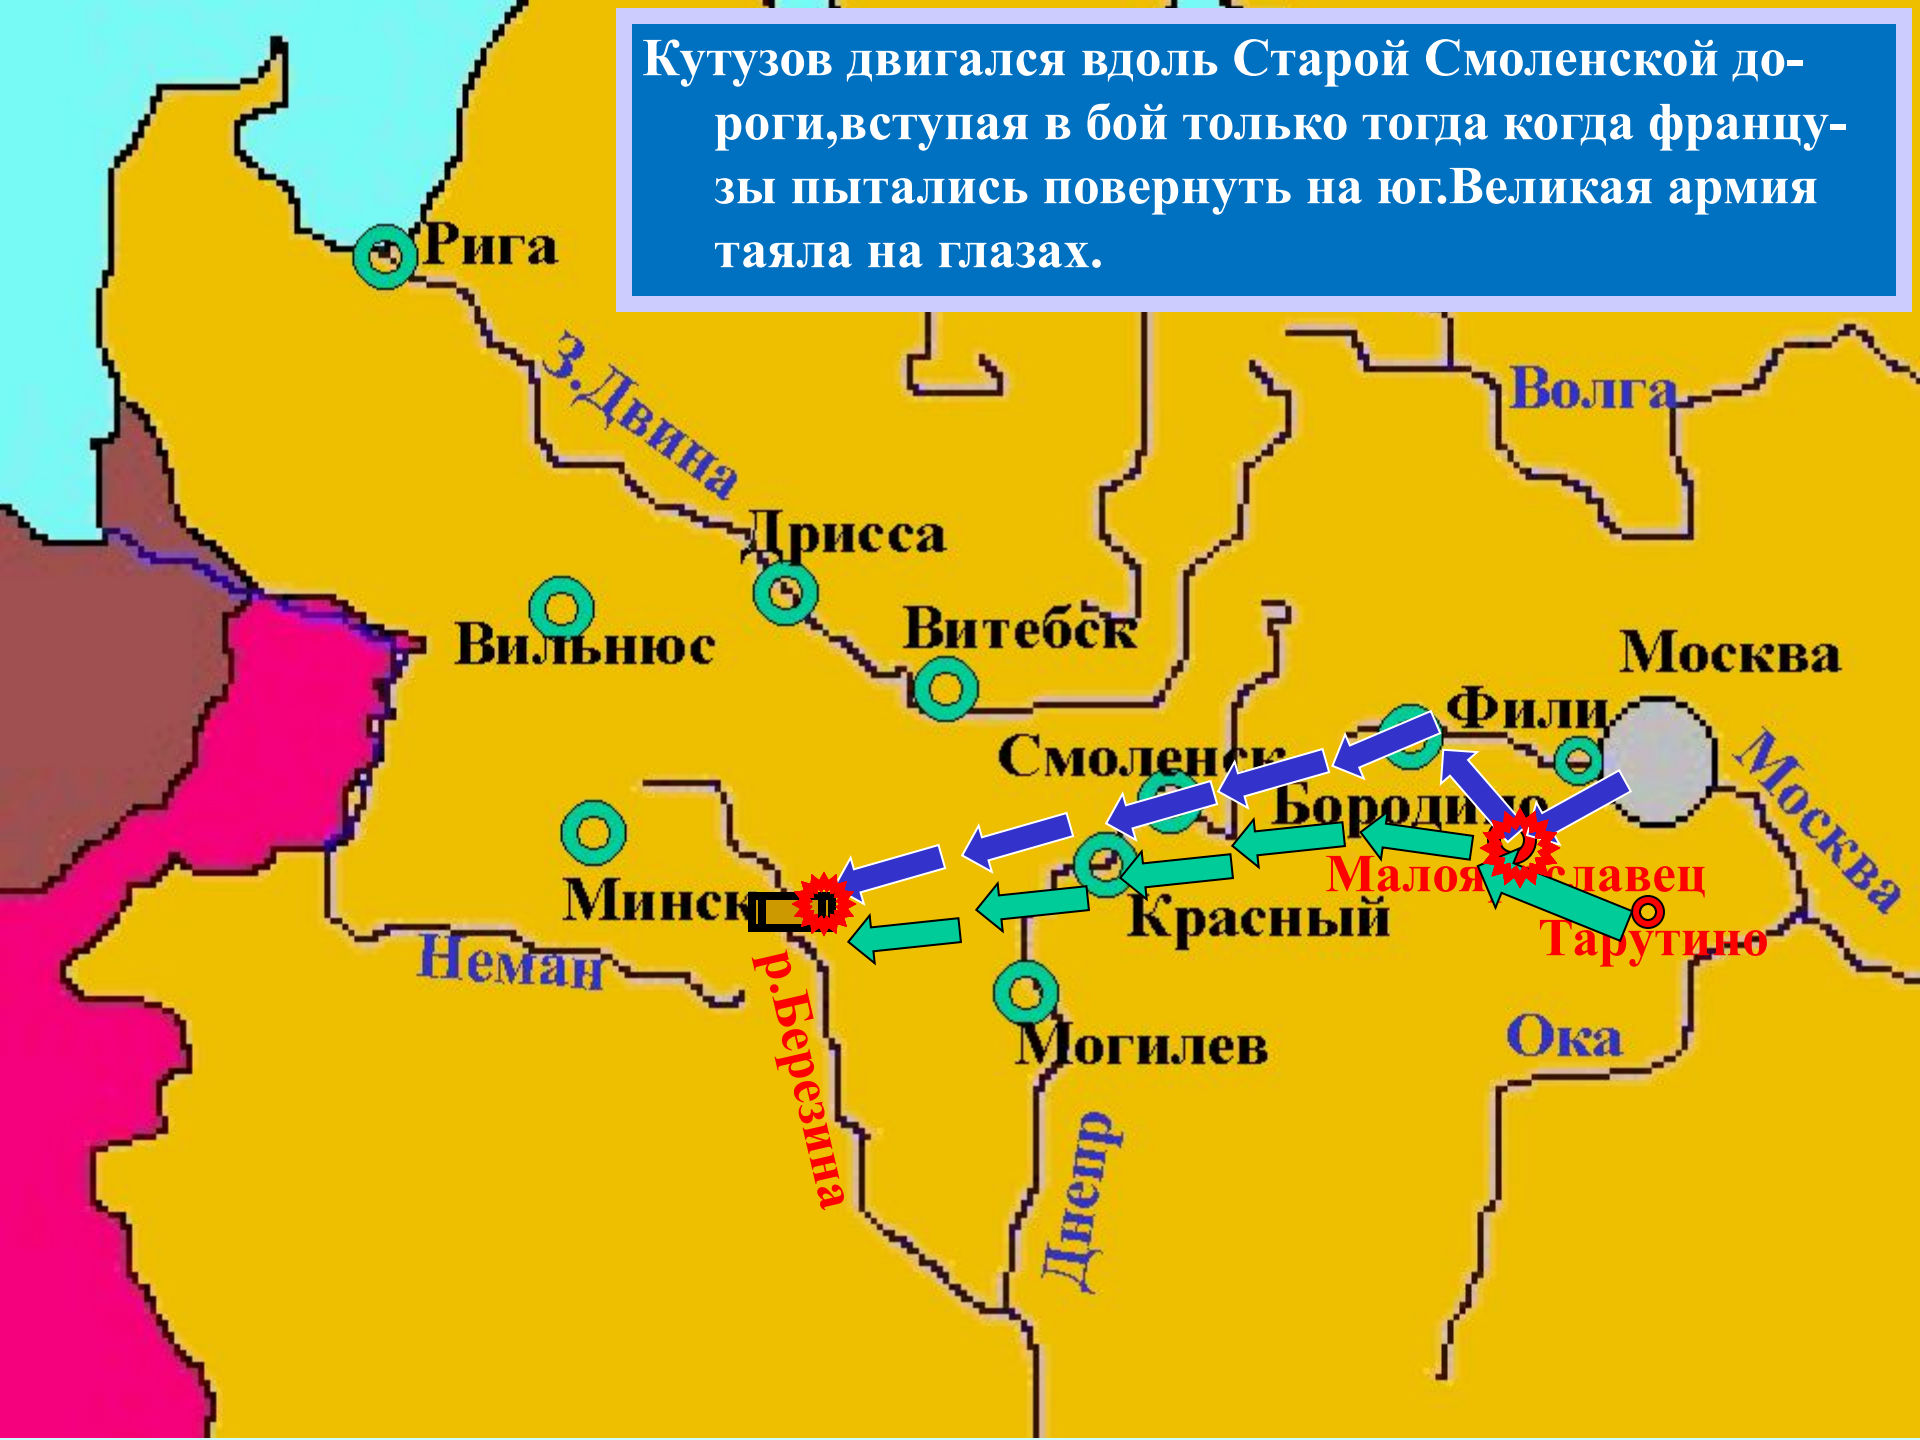 Кутузов двигался вдоль Старой Смоленской до-
роги,вступая в бой только тогда когда францу-
зы пытались повернуть на юг.Великая армия
таяла на глазах.
Рига
З.Двина
Волга
Дрисса
Вильнюс
Витебск
Москва
Фили
Смоленск
Москва
Бородино
Малоярославец
Минск
Красный
Тарутино
Неман
р.Березина
Могилев
Ока
Днепр